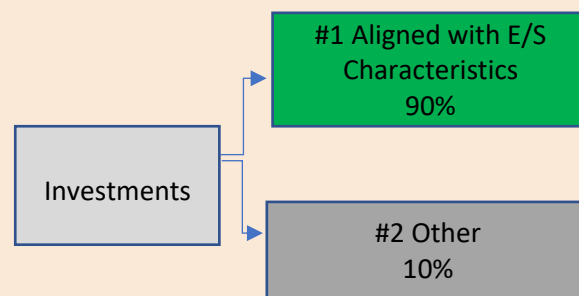 #1 Aligned with E/S
Characteristics
90%
Investments
#2 Other
10%